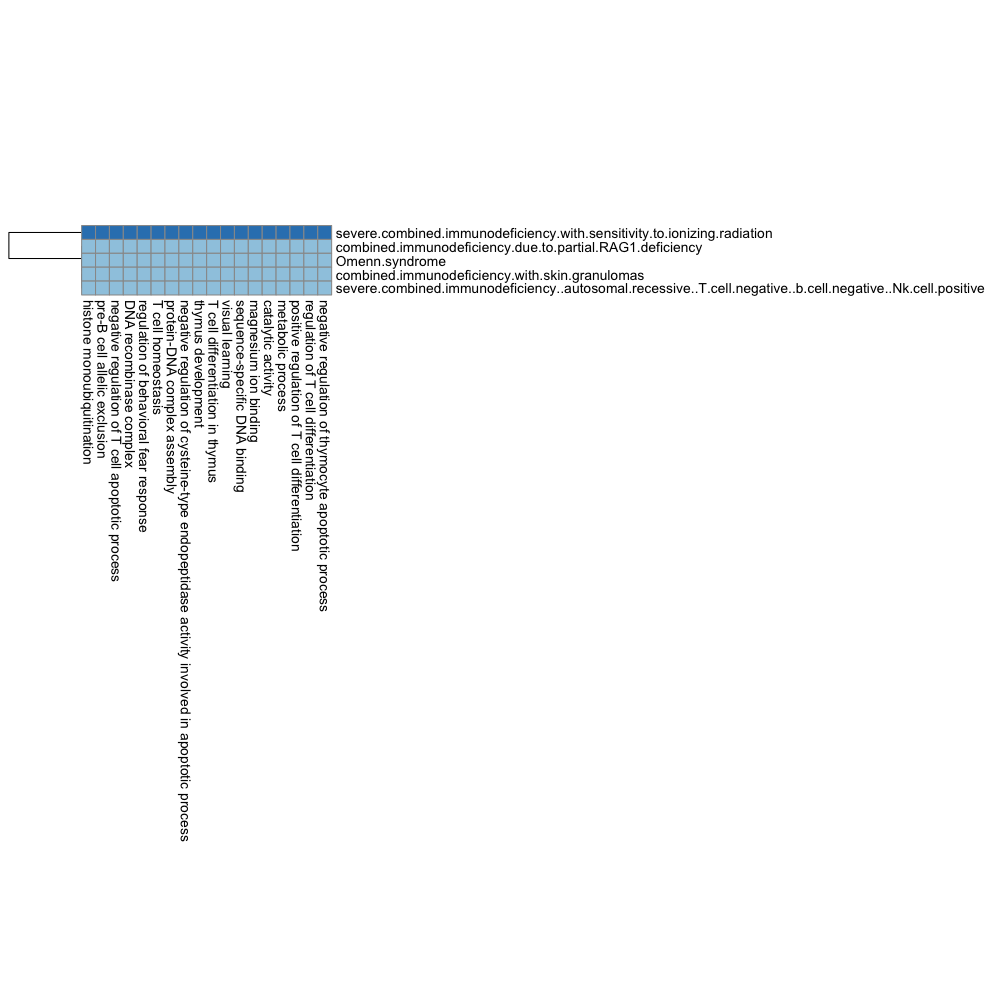 severe.combined.immunodeficiency.with.sensitivity.to.ionizing.radiation
combined.immunodeficiency.due.to.partial.RAG1.deficiency
Omenn.syndrome
combined.immunodeficiency.with.skin.granulomas
severe.combined.immunodeficiency..autosomal.recessive..T.cell.negative..b.cell.negative..Nk.cell.positive
histone monoubiquitination
pre-B cell allelic exclusion
negative regulation of T cell apoptotic process
DNA recombinase complex
regulation of behavioral fear response
T cell homeostasis
protein-DNA complex assembly
negative regulation of cysteine-type endopeptidase activity involved in apoptotic process
thymus development
T cell differentiation in thymus
visual learning
sequence-specific DNA binding
magnesium ion binding
catalytic activity
metabolic process
positive regulation of T cell differentiation
regulation of T cell differentiation
negative regulation of thymocyte apoptotic process